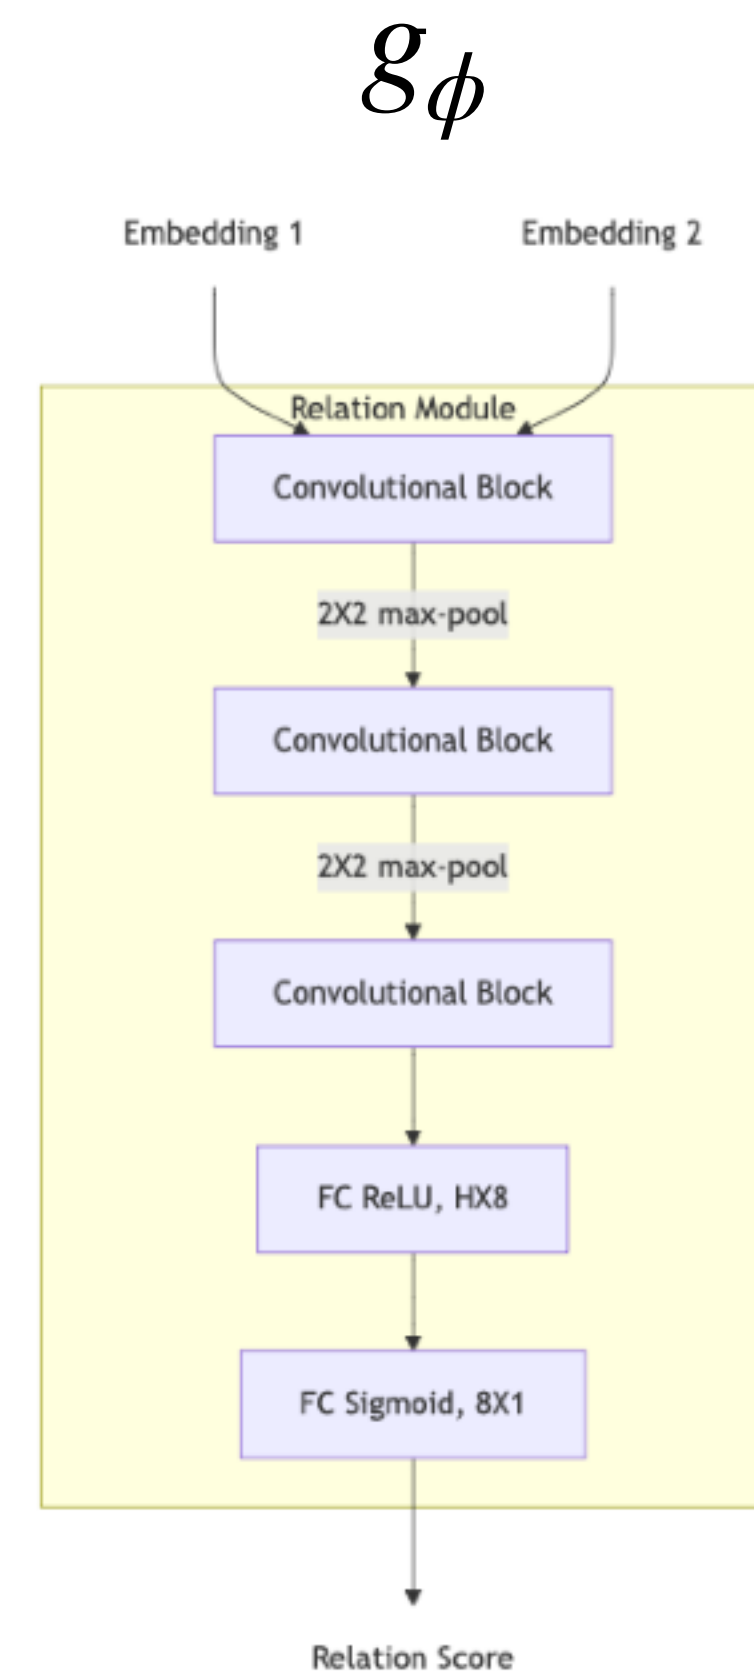 gϕ
Embedding 1
Embedding 2
Relation Module
Convolutional Block
2X2 max-pool
Convolutional Block
2X2 max-pool
Convolutional Block
FC ReLU, HX8
FC Sigmoid, 8X1
Relation Score